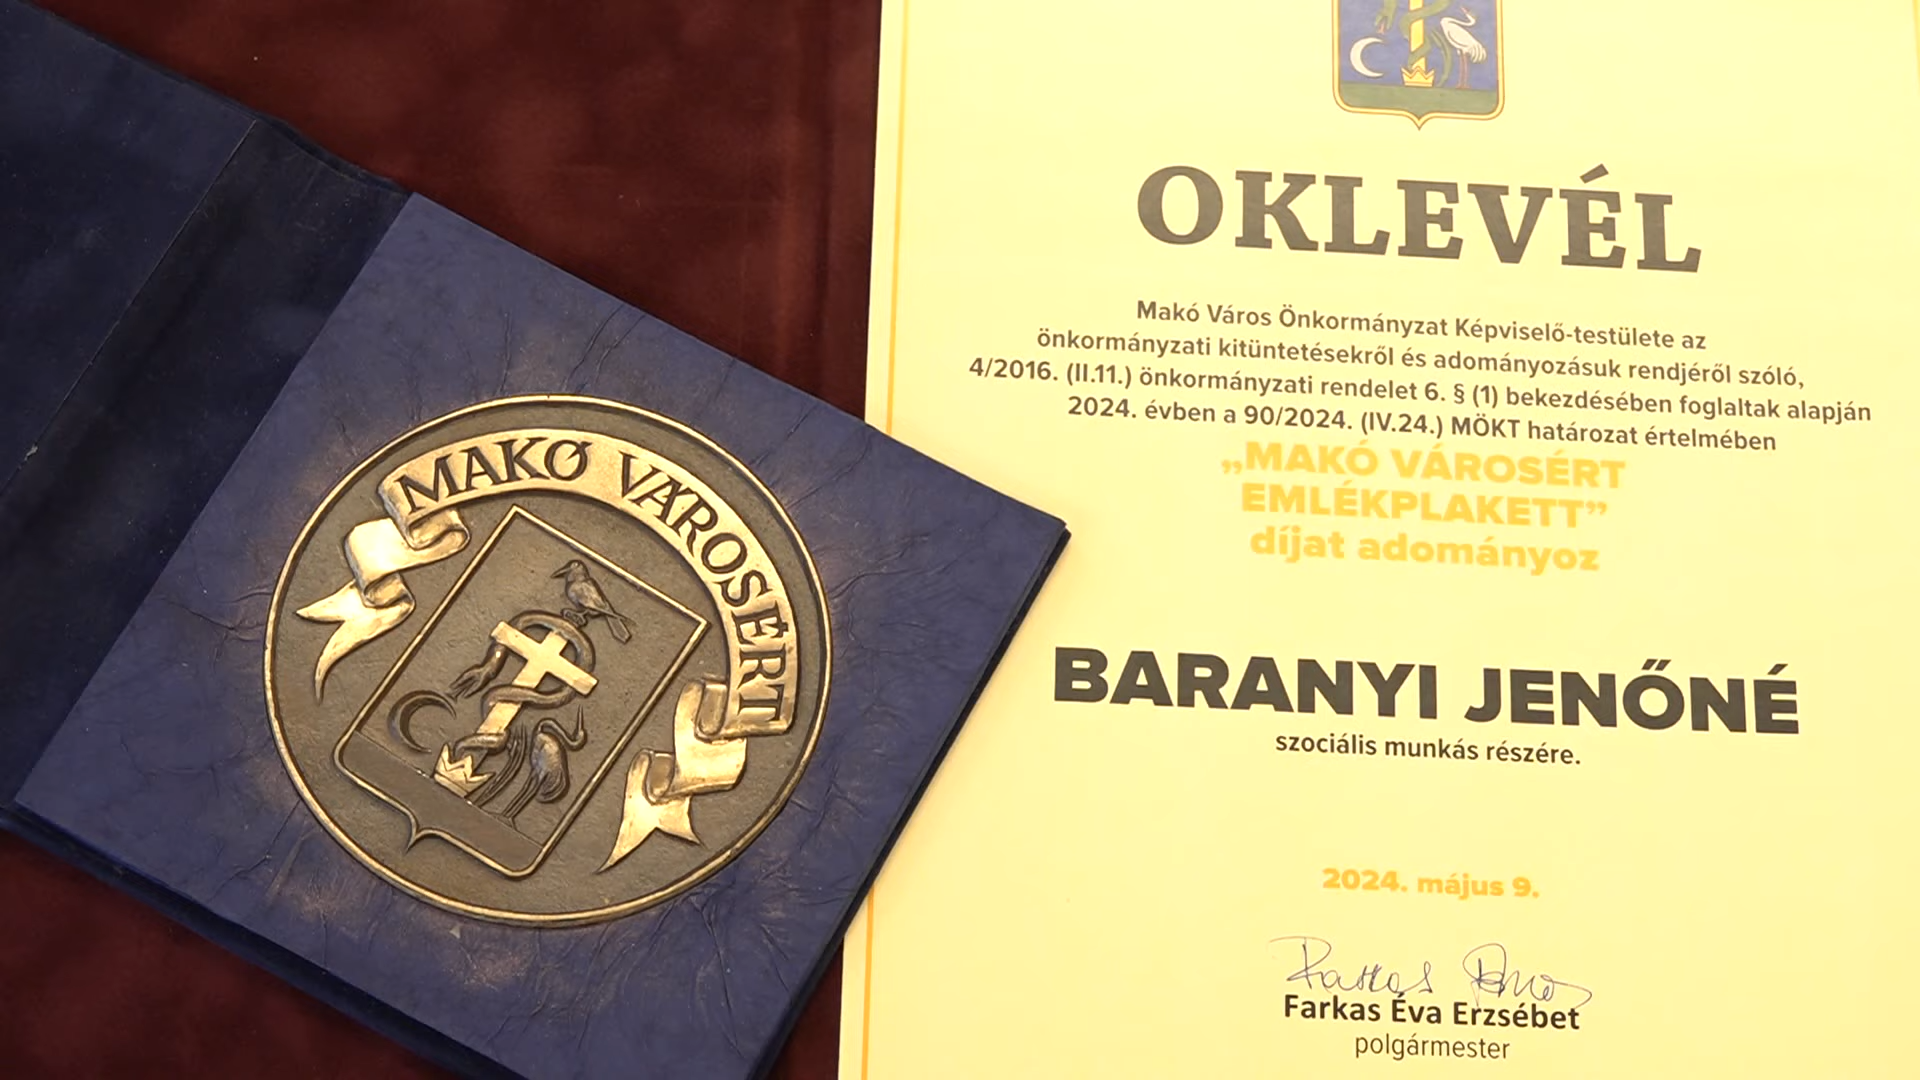 MAKÓ VÁROSÉRT
OKLEVÉL
Makó Város Önkormányzat Képviselő-testülete az
önkormányzati kitüntetésekről és adományozásuk rendjéről szóló,
4/2016. (II.11.) önkormányzati rendelet 6. § (1) bekezdésében foglaltak alapján
2024. évben a 90/2024. (IV.24.) MÖKT határozat értelmében
„MAKÓ VÁROSÉRT
EMLÉKPLAKETT”
díjat adományoz
BARANYI JENŐNÉ
szociális munkás részére.
2024. május 9.
Farkas Éva Erzsébet
polgármester